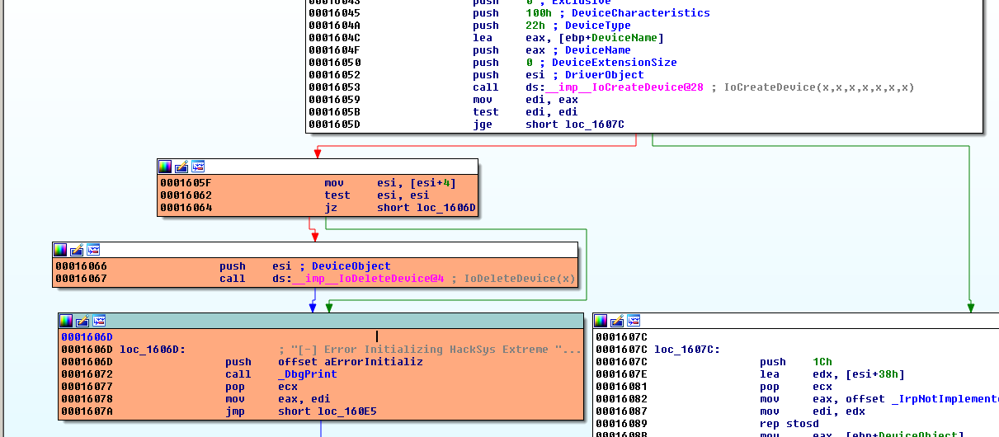 00016043 push 0 ; Exclusive
00016045 push 100h ; DeviceCharacteristics
0001604A push 22h ; DeviceType
0001604C lea eax, [ebp+DeviceName]
0001604F push eax ; DeviceName
00016050 push 0 ; DeviceExtensionSize
00016052 push esi ; DriverObject
00016053 call ds:__imp__IoCreateDevice@28 ; IoCreateDevice(x,x,x,x,x,x,x)
00016059 mov edi, eax
0001605B test edi, edi
0001605D jge short loc_1607C
0001605F mov esi, [esi+4]
00016062 test esi, esi
00016064 jz short loc_1606D
00016066 push esi ; DeviceObject
00016067 call ds:__imp__IoDeleteDevice@4 ; IoDeleteDevice(x)
0001606D
0001606D loc_1606D: ; "[-] Error Initializing HackSys Extreme "...
0001606D push offset aErrorInitializ
00016072 call _DbgPrint
00016077 pop ecx
00016078 mov eax, edi
0001607A jmp short loc_160E5
0001607C
0001607C loc_1607C:
0001607C push 1Ch
0001607E lea edx, [esi+38h]
00016081 pop ecx
00016082 mov eax, offset _IrpNotImplemente
00016087 mov edi, edx
00016089 rep stosd
0001608B mov eax, [ebp+DeviceObject]